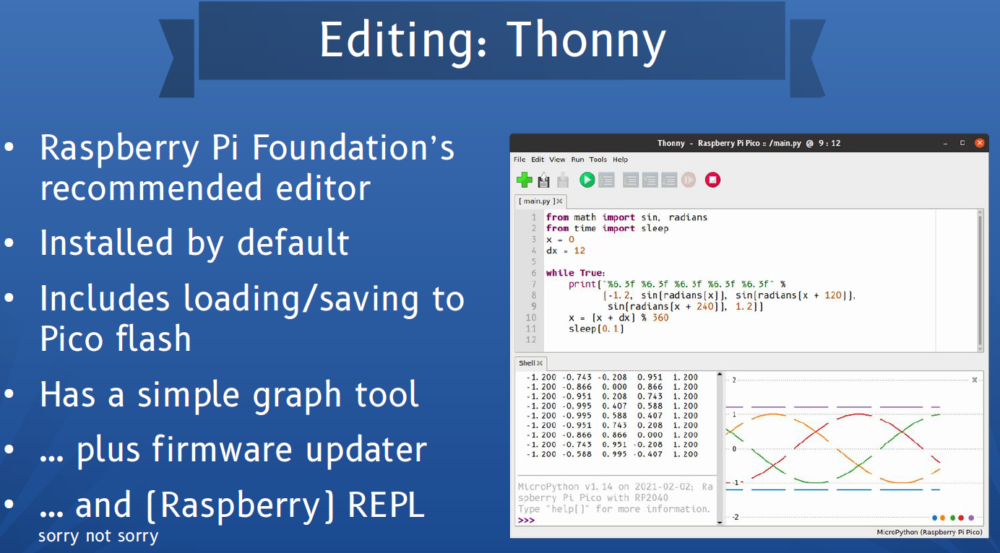 Editing: Thonny
• Raspberry Pi Foundation’s
recommended editor
• Installed by default
• Includes loading/saving to
Pico flash
• Has a simple graph tool
• … plus firmware updater
• … and (Raspberry) REPL
sorry not sorry
Thonny - Raspberry Pi Pico :: /main.py @ 9 : 12
File Edit View Run Tools Help
[ main.py ]
1 from math import sin, radians
2 from time import sleep
3 x = 0
4 dx = 12
5
6 while True:
7 print("%6.3f %6.3f %6.3f %6.3f %6.3f" %
8 (-1.2, sin(radians(x)), sin(radians(x + 120)),
9 sin(radians(x + 240)), 1.2))
10 x = (x + dx) % 360
11 sleep(0.1)
12
Shell
-1.200 -0.743 -0.208 0.951 1.200
-1.200 -0.866 0.000 0.866 1.200
-1.200 -0.951 0.208 0.743 1.200
-1.200 -0.995 0.407 0.588 1.200
-1.200 -0.995 0.588 0.407 1.200
-1.200 -0.951 0.743 0.208 1.200
-1.200 -0.866 0.866 0.000 1.200
-1.200 -0.743 0.951 -0.208 1.200
-1.200 -0.588 0.995 -0.407 1.200
MicroPython v1.14 on 2021-02-02; Ra
spberry Pi Pico with RP2040
Type "help()" for more information.
>>>
2
1
0
-1
-2
MicroPython (Raspberry Pi Pico)